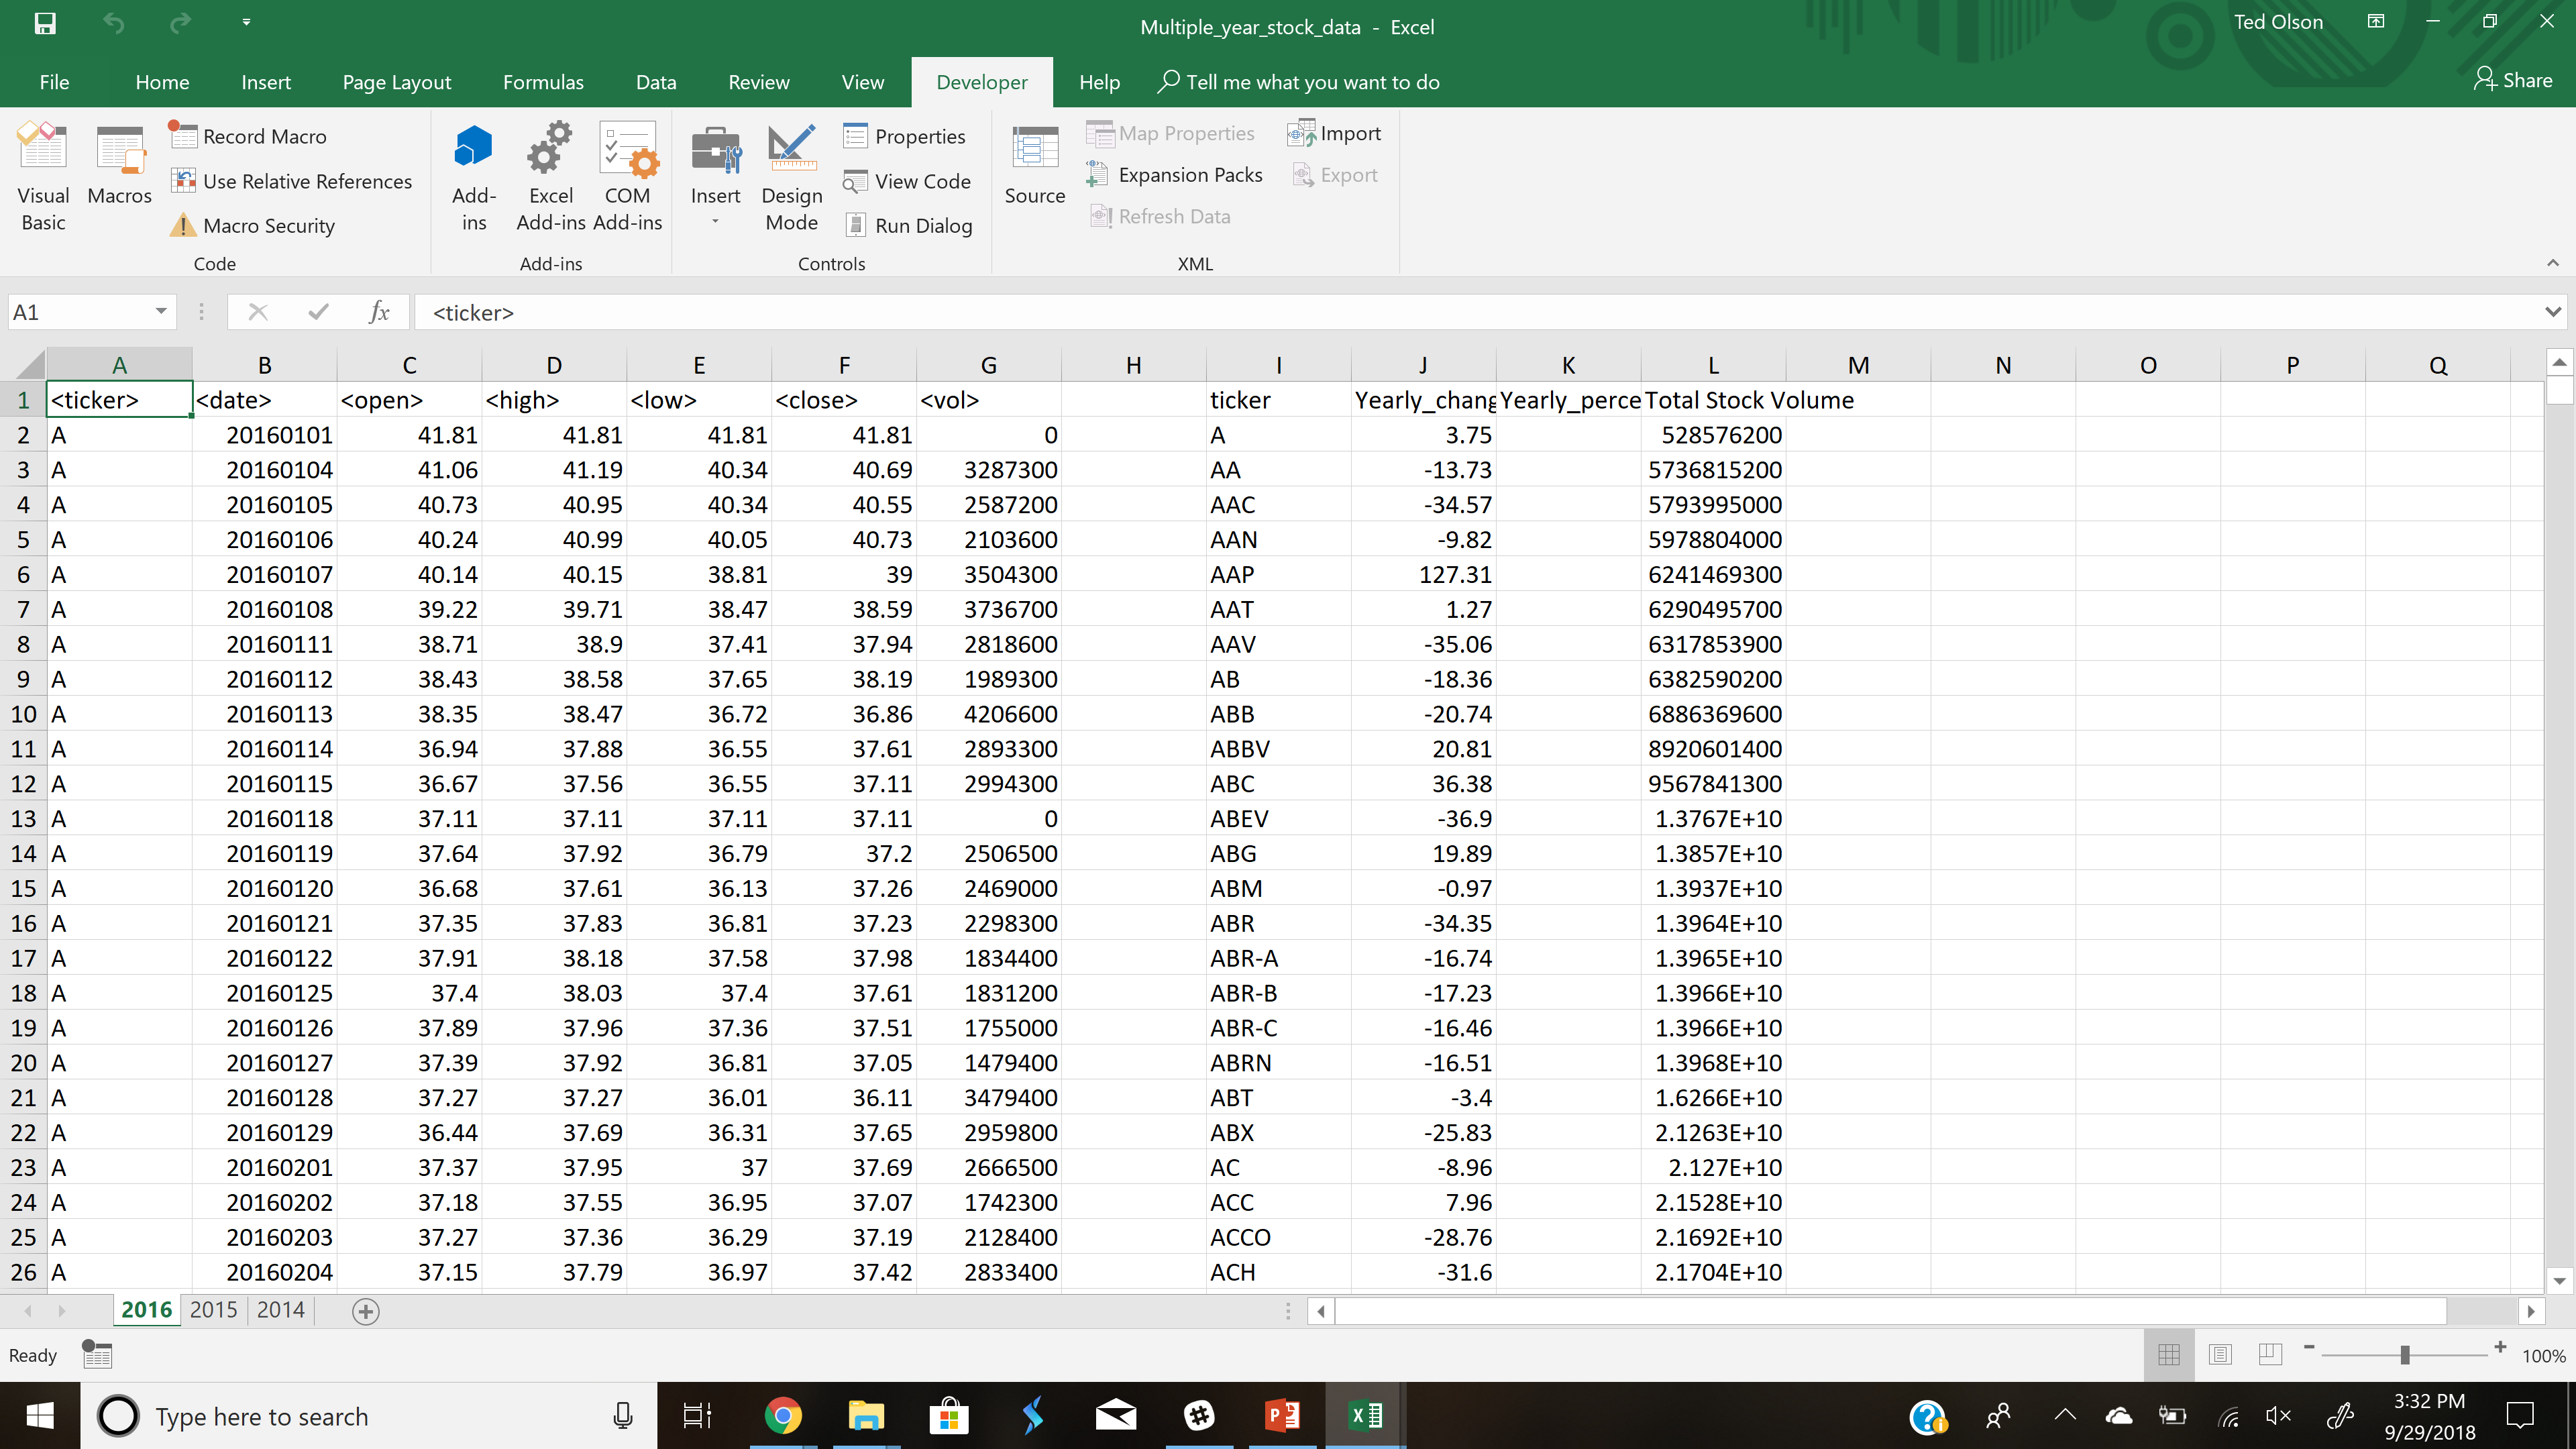 Multiple_year_stock_data - Excel
Ted Olson
File Home Insert Page Layout Formulas Data Review View Developer Help Tell me what you want to do Share
Visual Basic
Macros
Record Macro
Use Relative References
Macro Security
Code
Add-ins
Excel Add-ins
COM Add-ins
Add-ins
Insert
Design Mode
Properties
View Code
Run Dialog
Controls
Source
Map Properties
Expansion Packs
Refresh Data
Import
Export
XML
A1 fx <ticker>
A B C D E F G H I J K L M N O P Q
1 <ticker> <date> <open> <high> <low> <close> <vol> ticker Yearly_chang Yearly_perce Total Stock Volume
2 A 20160101 41.81 41.81 41.81 41.81 0 A 3.75 528576200
3 A 20160104 41.06 41.19 40.34 40.69 3287300 AA -13.73 5736815200
4 A 20160105 40.73 40.95 40.34 40.55 2587200 AAC -34.57 5793995000
5 A 20160106 40.24 40.99 40.05 40.73 2103600 AAN -9.82 5978804000
6 A 20160107 40.14 40.15 38.81 39 3504300 AAP 127.31 6241469300
7 A 20160108 39.22 39.71 38.47 38.59 3736700 AAT 1.27 6290495700
8 A 20160111 38.71 38.9 37.41 37.94 2818600 AAV -35.06 6317853900
9 A 20160112 38.43 38.58 37.65 38.19 1989300 AB -18.36 6382590200
10 A 20160113 38.35 38.47 36.72 36.86 4206600 ABB -20.74 6886369600
11 A 20160114 36.94 37.88 36.55 37.61 2893300 ABBV 20.81 8920601400
12 A 20160115 36.67 37.56 36.55 37.11 2994300 ABC 36.38 9567841300
13 A 20160118 37.11 37.11 37.11 37.11 0 ABEV -36.9 1.3767E+10
14 A 20160119 37.64 37.92 36.79 37.2 2506500 ABG 19.89 1.3857E+10
15 A 20160120 36.68 37.61 36.13 37.26 2469000 ABM -0.97 1.3937E+10
16 A 20160121 37.35 37.83 36.81 37.23 2298300 ABR -34.35 1.3964E+10
17 A 20160122 37.91 38.18 37.58 37.98 1834400 ABR-A -16.74 1.3965E+10
18 A 20160125 37.4 38.03 37.4 37.61 1831200 ABR-B -17.23 1.3966E+10
19 A 20160126 37.89 37.96 37.36 37.51 1755000 ABR-C -16.46 1.3966E+10
20 A 20160127 37.39 37.92 36.81 37.05 1479400 ABRN -16.51 1.3968E+10
21 A 20160128 37.27 37.27 36.01 36.11 3479400 ABT -3.4 1.6266E+10
22 A 20160129 36.44 37.69 36.31 37.65 2959800 ABX -25.83 2.1263E+10
23 A 20160201 37.37 37.95 37 37.69 2666500 AC -8.96 2.127E+10
24 A 20160202 37.18 37.55 36.95 37.07 1742300 ACC 7.96 2.1528E+10
25 A 20160203 37.27 37.36 36.29 37.19 2128400 ACCO -28.76 2.1692E+10
26 A 20160204 37.15 37.79 36.97 37.42 2833400 ACH -31.6 2.1704E+10
2016 2015 2014
Ready 100%
Type here to search
3:32 PM
9/29/2018